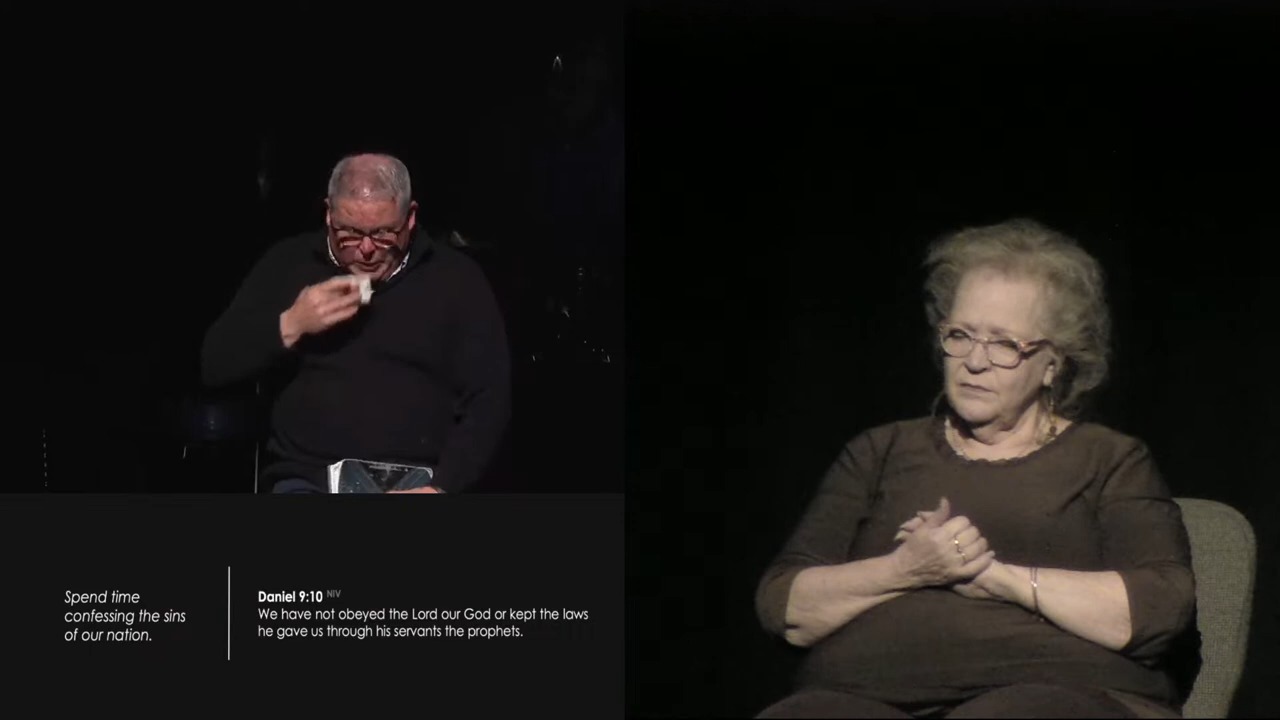 Spend time
confessing the sins
of our nation.
Daniel 9:10 NIV
We have not obeyed the Lord our God or kept the laws
he gave us through his servants the prophets.